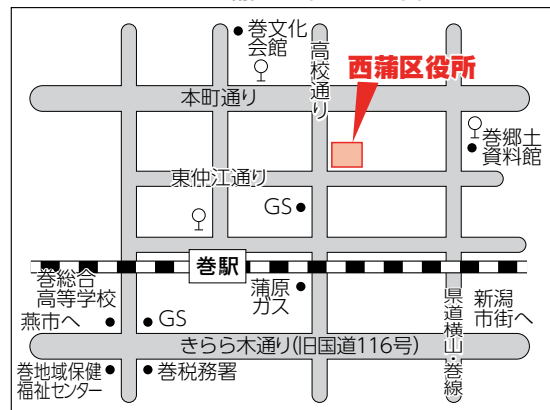 巻文化
会館
高校通り
西蒲区役所
本町通り
巻郷土
資料館
東仲江通り
GS
巻駅
巻総合
高等学校
蒲原
ガス
県道横山・巻線
新潟
市街へ
燕市へ
GS
きらら木通り(旧国道116号)
巻地域保健
福祉センター
巻税務署